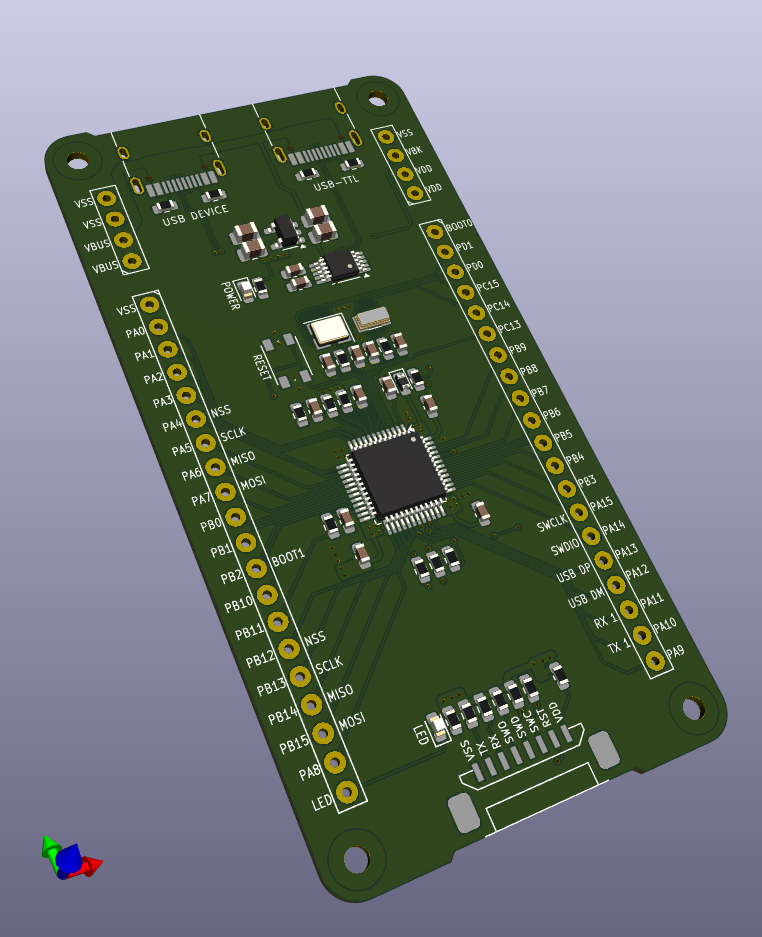 VSS
VSS
VBUS
VBUS
USB DEVICE
USB-TTL
VSS
VBK
VDD
VDD
POWER
RESET
VSS
PA0
PA1
PA2
PA3
PA4
PA5
PA6
PA7
PB0
PB1
PB2
PB10
PB11
PB12
PB13
PB14
PB15
PA8
LED
NSS
SCLK
MISO
MOSI
BOOT1
NSS
SCLK
MISO
MOSI
BOOT0
PD1
PD0
PC15
PC14
PC13
PB9
PB8
PB7
PB6
PB5
PB4
PB3
PA15
PA14
PA13
PA12
PA11
PA10
PA9
SWCLK
SWDIO
USB DP
USB DM
RX 1
TX 1
LED
VSS
TX
RX
SWO
SWD
SWC
RST
VDD